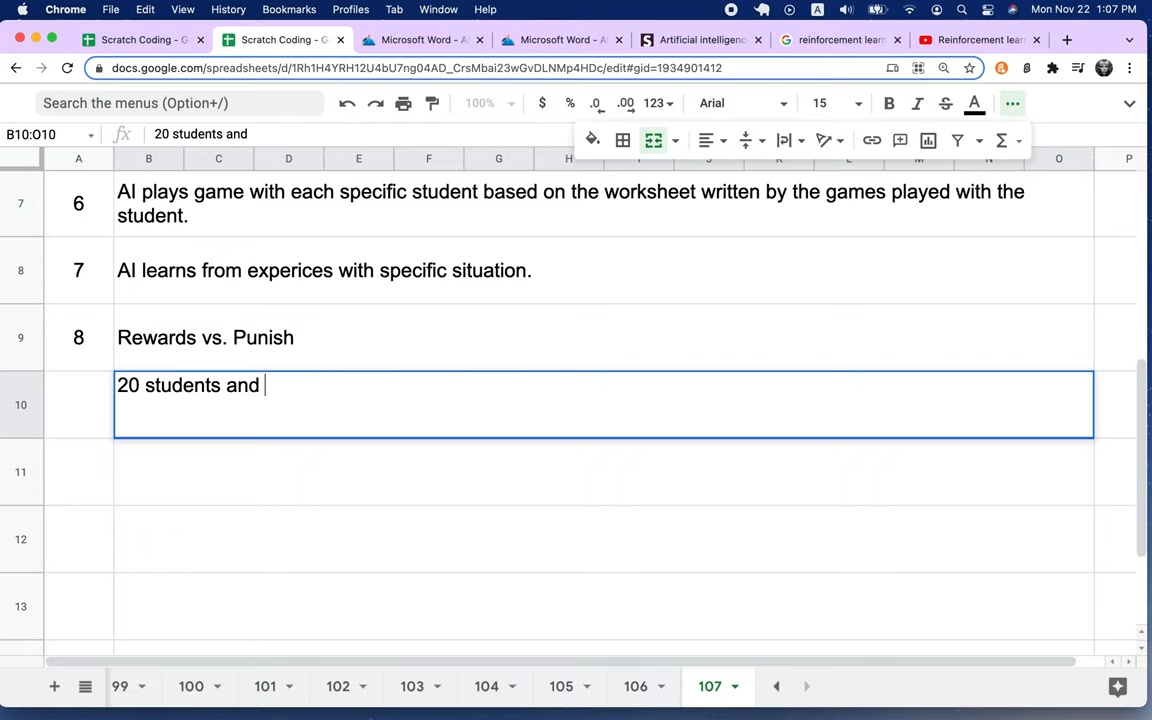 Chrome File Edit View History Bookmarks Profiles Tab Window Help A Mon Nov 22 1:07 PM
Scratch Coding - G Scratch Coding - G Microsoft Word - A Microsoft Word - A Artificial intelligenc reinforcement learn Reinforcement lear
docs.google.com/spreadsheets/d/1Rh1H4YRH12U4bU7ng04AD_CrsMbai23wGvDLNMp4HDc/edit#gid=1934901412
Search the menus (Option+/) 100% $ % .0 .00 123 Arial 15 B I S A
B10:O10 fx 20 students and
A B C D E F G H O P
7 6 AI plays game with each specific student based on the worksheet written by the games played with the
student.
8 7 AI learns from experices with specific situation.
9 8 Rewards vs. Punish
10 20 students and
11
12
13
99 100 101 102 103 104 105 106 107